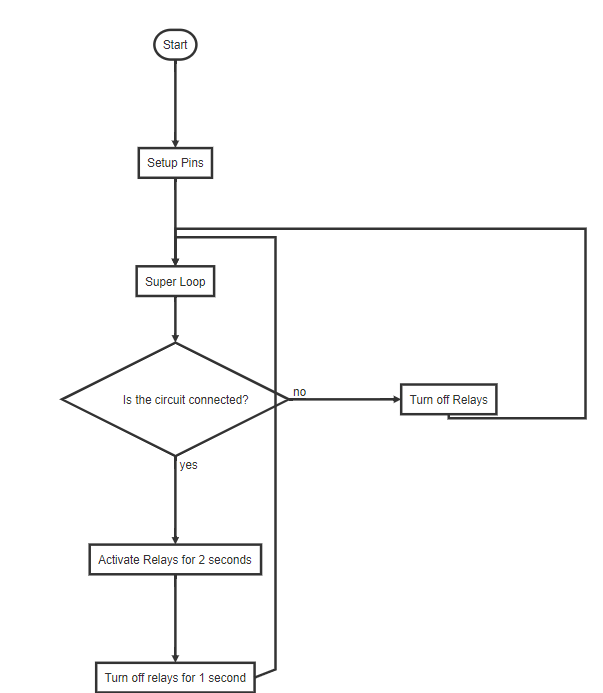 Start
Setup Pins
Super Loop
Is the circuit connected?
no
Turn off Relays
yes
Activate Relays for 2 seconds
Turn off relays for 1 second